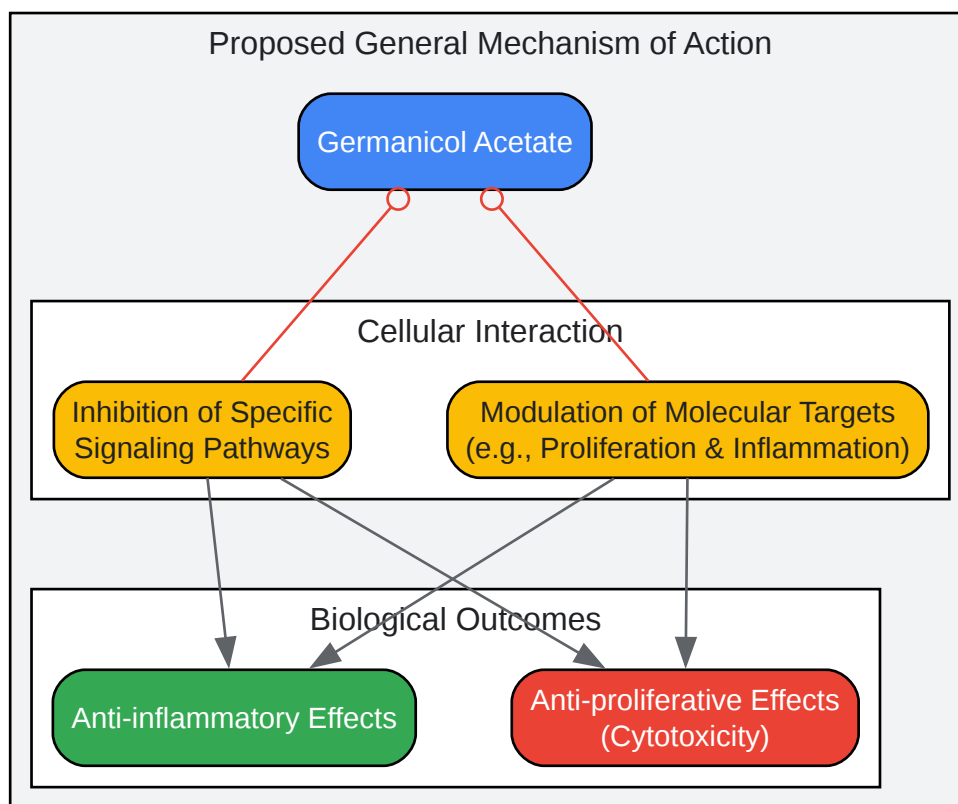 Proposed General Mechanism of Action
Germanicol Acetate
Cellular Interaction
Inhibition of Specific
Signaling Pathways
Modulation of Molecular Targets
(e.g., Proliferation & Inflammation)
Biological Outcomes
Anti-inflammatory Effects
Anti-proliferative Effects
(Cytotoxicity)